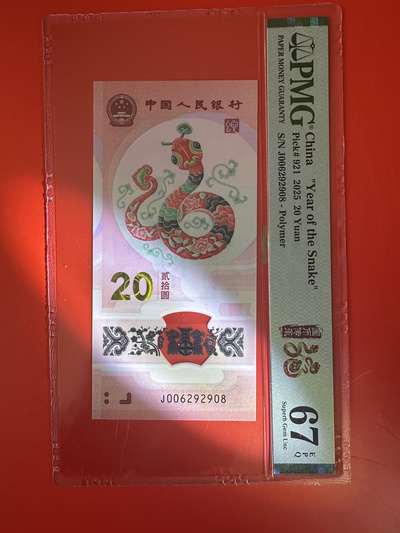 中国人民银行
20
贰拾圆
J006292908
PMG
PAPER MONEY GUARANTY
China "Year of the Snake"
Pick# 921 2025 20 Yuan
S/N J006292908 - Polymer
67 E
P
Q
Superb Gem Unc